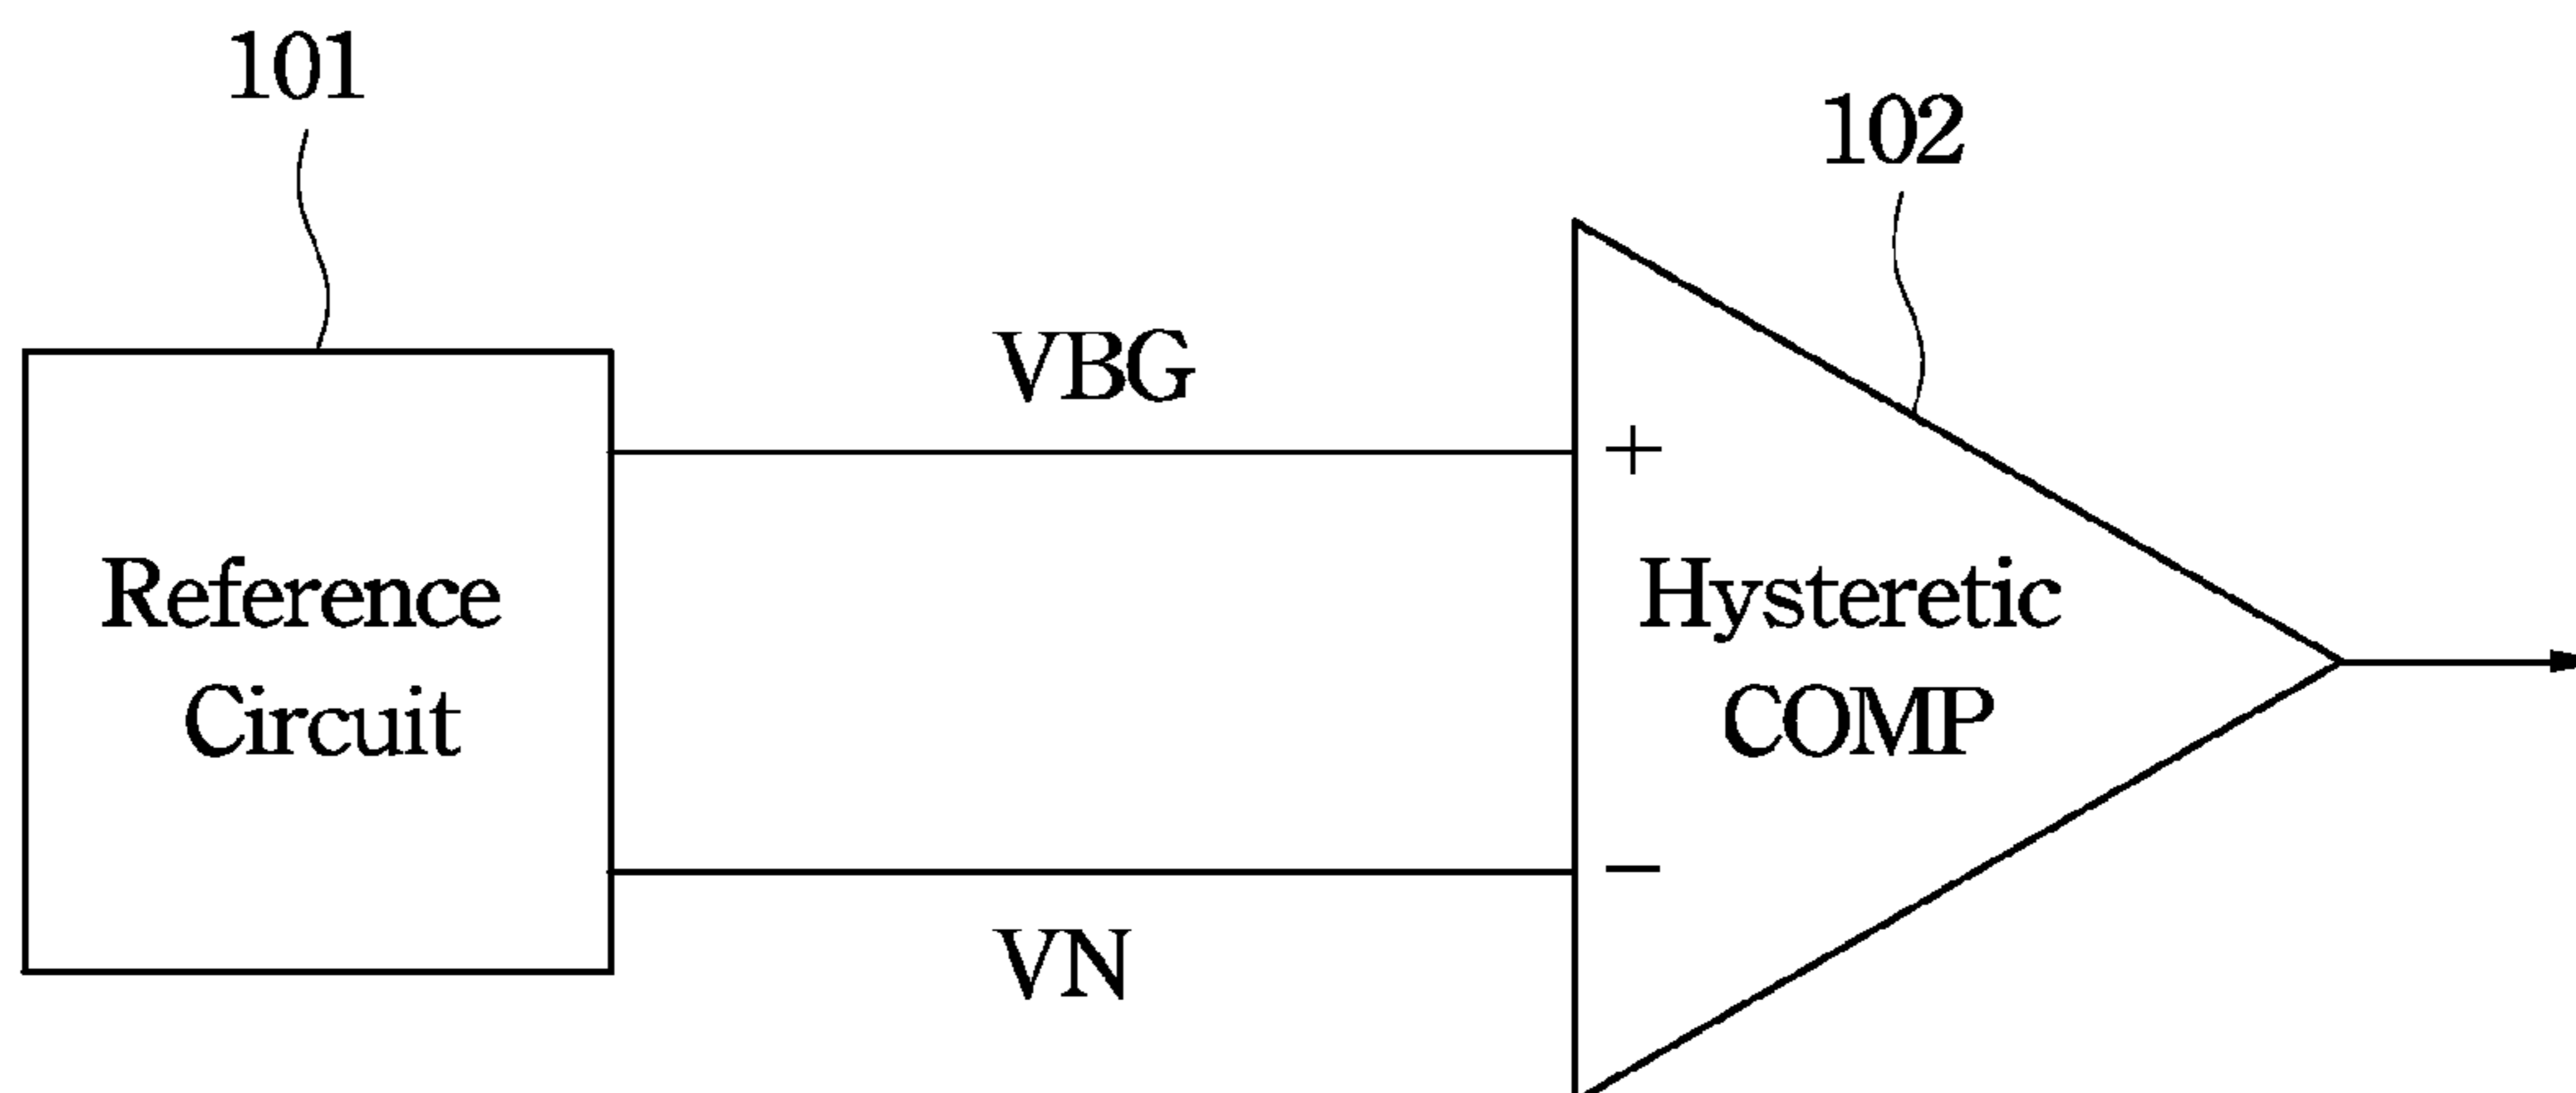 101
102
VBG
+
Reference
Circuit
Hysteretic
COMP
−
VN